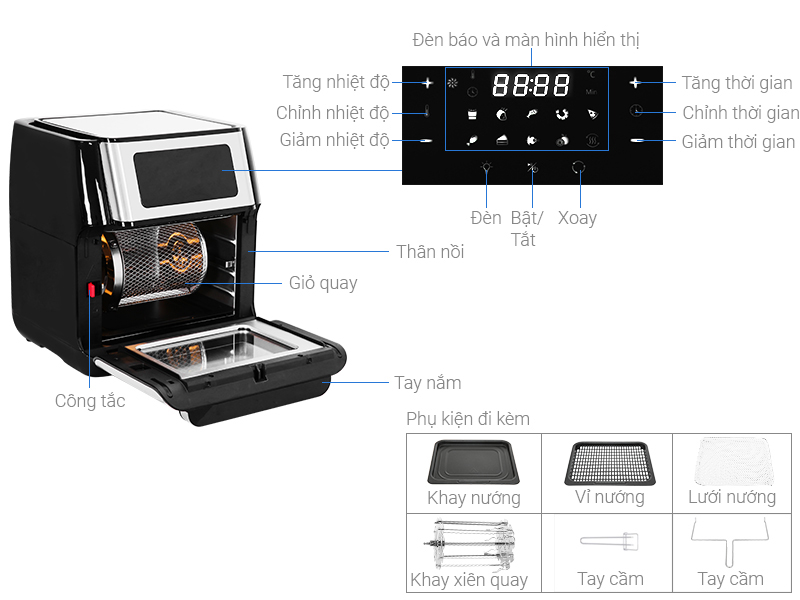 Đèn báo và màn hình hiển thị
Tăng nhiệt độ
Chỉnh nhiệt độ
Giảm nhiệt độ
88:88
°C
Min
Tăng thời gian
Chỉnh thời gian
Giảm thời gian
Đèn
Bật/
Tắt
Xoay
Thân nồi
Giỏ quay
Tay nắm
Công tắc
Phụ kiện đi kèm
Khay nướng
Vỉ nướng
Lưới nướng
Khay xiên quay
Tay cầm
Tay cầm